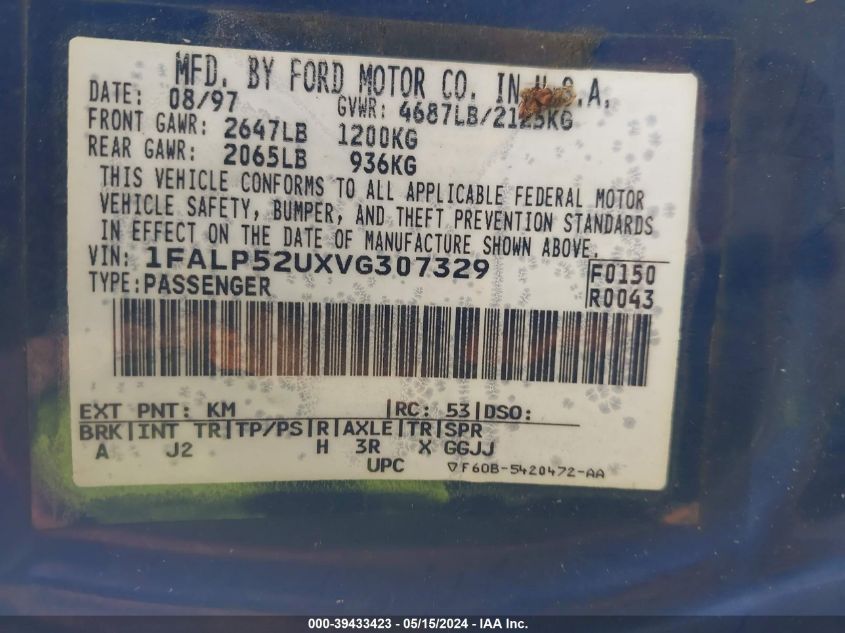 MFD. BY FORD MOTOR CO. IN U.S.A.
DATE: 08/97 GVWR: 4687LB/2125KG
FRONT GAWR: 2647LB 1200KG
REAR GAWR: 2065LB 936KG
THIS VEHICLE CONFORMS TO ALL APPLICABLE FEDERAL MOTOR
VEHICLE SAFETY, BUMPER, AND THEFT PREVENTION STANDARDS
IN EFFECT ON THE DATE OF MANUFACTURE SHOWN ABOVE.
VIN: 1FALP52UXVG307329 F0150
TYPE: PASSENGER R0043
EXT PNT: KM |RC: 53|DSO:
BRK|INT TR|TP/PS|R|AXLE|TR|SPR
A J2 H 3R X GGJJ
UPC ▽F60B-5420472-AA
000-39433423 - 05/15/2024 - IAA Inc.